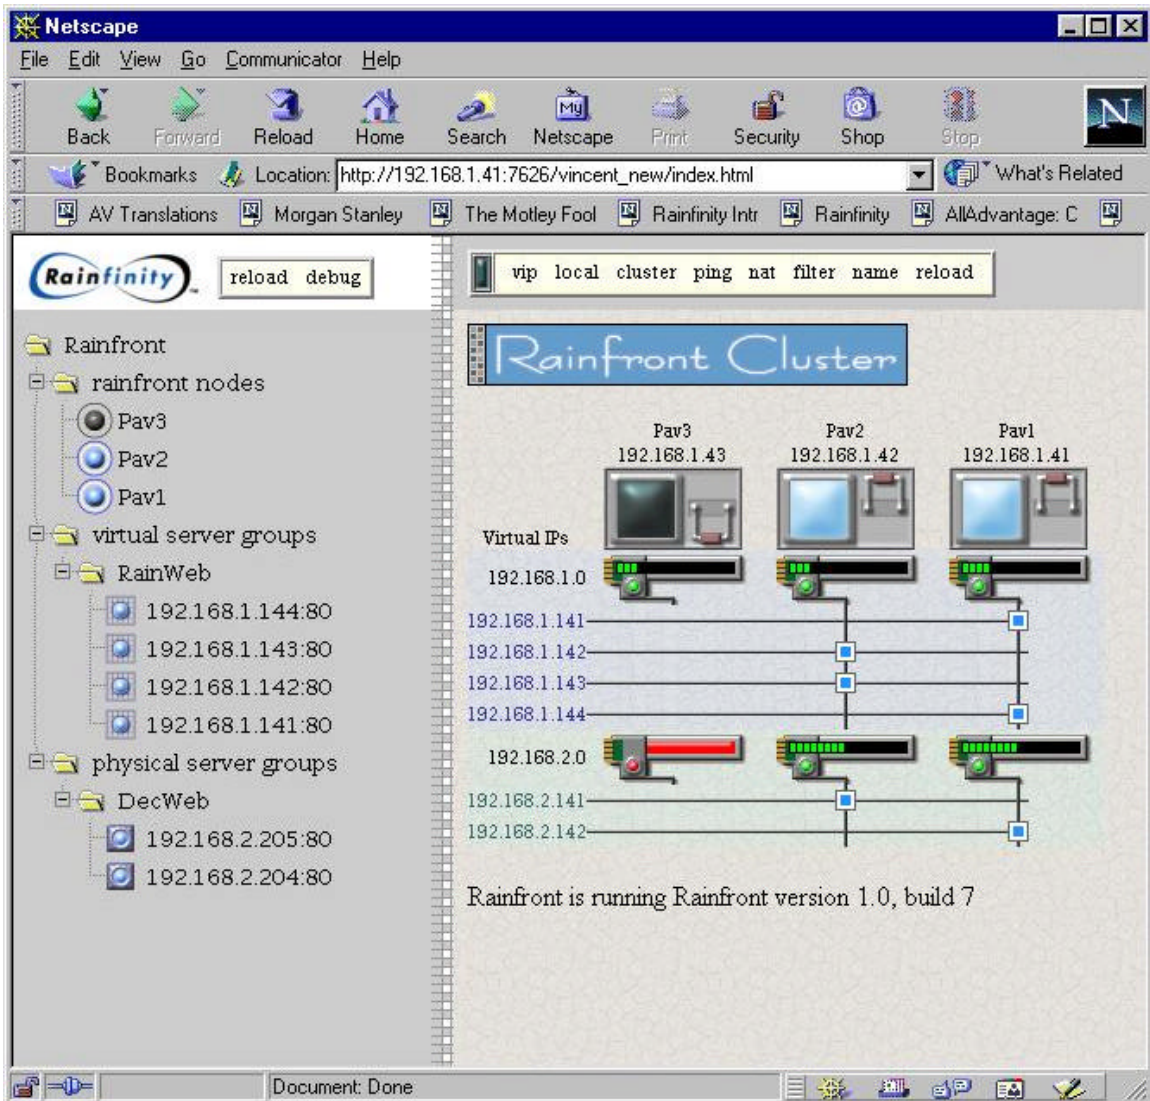 Netscape
File Edit View Go Communicator Help
Back Forward Reload Home Search Netscape Print Security Shop Stop
My
N
Bookmarks Location: http://192.168.1.41:7626/vincent_new/index.html What's Related
AV Translations Morgan Stanley The Motley Fool Rainfinity Intr Rainfinity AllAdvantage: C
Rainfinity
reload debug
vip local cluster ping nat filter name reload
Rainfront
rainfront nodes
Pav3
Pav2
Pav1
virtual server groups
RainWeb
192.168.1.144:80
192.168.1.143:80
192.168.1.142:80
192.168.1.141:80
physical server groups
DecWeb
192.168.2.205:80
192.168.2.204:80
Rainfront Cluster
Pav3 Pav2 Pav1
192.168.1.43 192.168.1.42 192.168.1.41
Virtual IPs
192.168.1.0
192.168.1.141
192.168.1.142
192.168.1.143
192.168.1.144
192.168.2.0
192.168.2.141
192.168.2.142
Rainfront is running Rainfront version 1.0, build 7
Document: Done